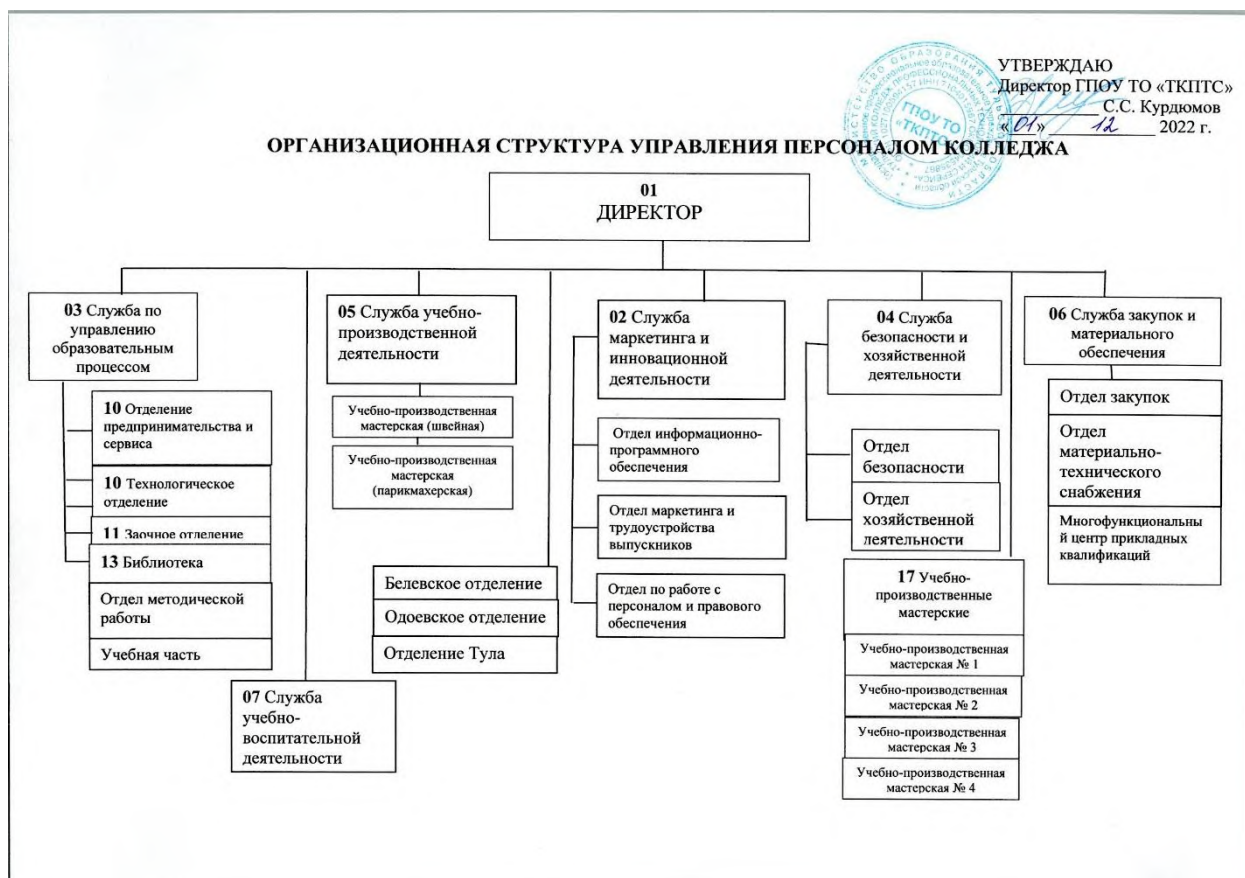 УТВЕРЖДАЮ
Директор ГПОУ ТО «ТКПТС»
С.С. Курдюмов
«01» 12 2022 г.
ГПОУ ТО
«ТКПТС»
ОРГАНИЗАЦИОННАЯ СТРУКТУРА УПРАВЛЕНИЯ ПЕРСОНАЛОМ КОЛЛЕДЖА
01
ДИРЕКТОР
03 Служба по
управлению
образовательным
процессом
10 Отделение
предпринимательства и
сервиса
10 Технологическое
отделение
11 Заочное отделение
13 Библиотека
Отдел методической
работы
Учебная часть
07 Служба
учебно-
воспитательной
деятельности
05 Служба учебно-
производственной
деятельности
Учебно-производственная
мастерская (швейная)
Учебно-производственная
мастерская
(парикмахерская)
Белевское отделение
Одоевское отделение
Отделение Тула
02 Служба
маркетинга и
инновационной
деятельности
Отдел информационно-
программного
обеспечения
Отдел маркетинга и
трудоустройства
выпускников
Отдел по работе с
персоналом и правового
обеспечения
04 Служба
безопасности и
хозяйственной
деятельности
Отдел
безопасности
Отдел
хозяйственной
деятельности
17 Учебно-
производственные
мастерские
Учебно-производственная
мастерская № 1
Учебно-производственная
мастерская № 2
Учебно-производственная
мастерская № 3
Учебно-производственная
мастерская № 4
06 Служба закупок и
материального
обеспечения
Отдел закупок
Отдел
материально-
технического
снабжения
Многофункциональны
й центр прикладных
квалификаций